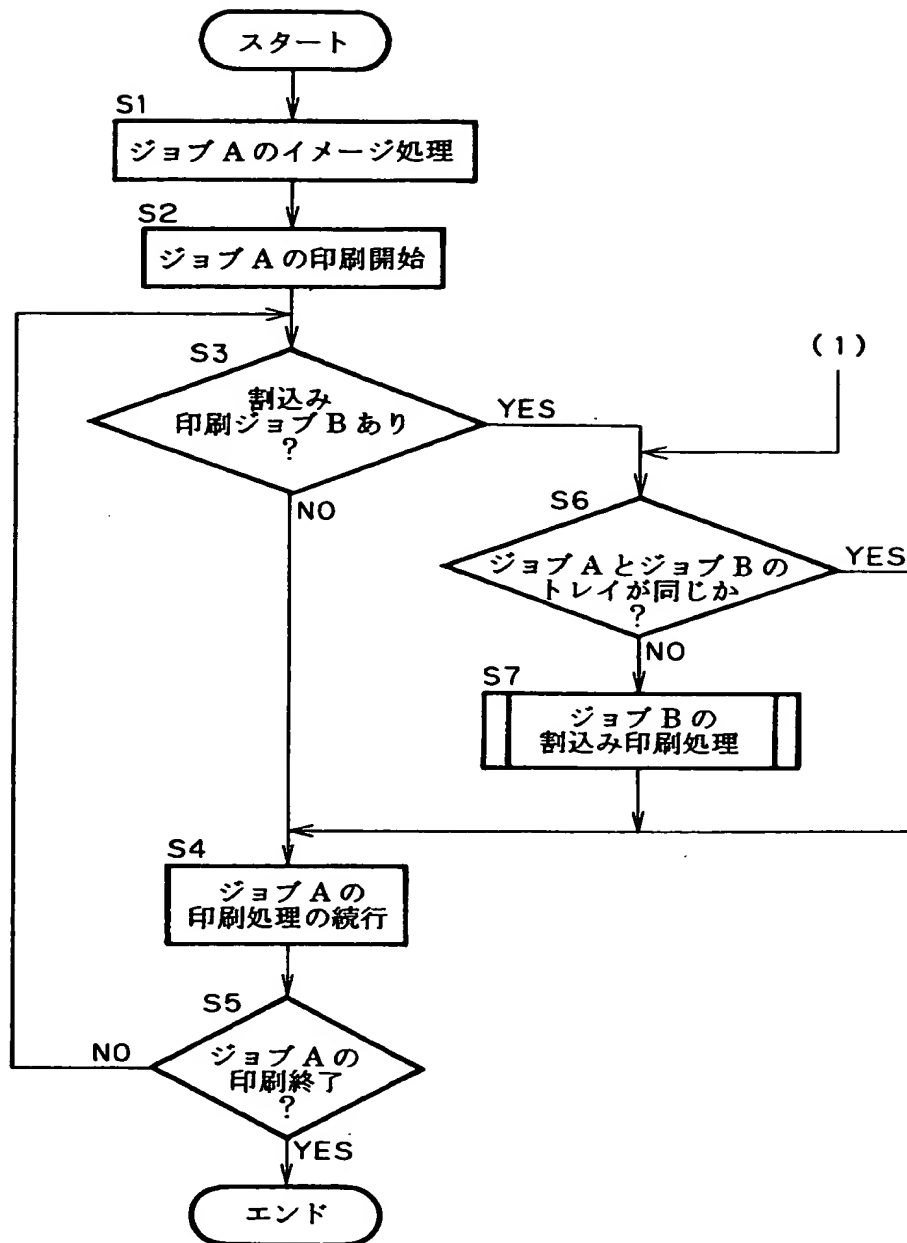 スタート
S1
ジョブAのイメージ処理
S2
ジョブAの印刷開始
S3
割込み
印刷ジョブBあり
?
YES
NO
(1)
S6
ジョブAとジョブBの
トレイが同じか
?
YES
NO
S7
ジョブBの
割込み印刷処理
S4
ジョブAの
印刷処理の続行
S5
ジョブAの
印刷終了
?
NO
YES
エンド